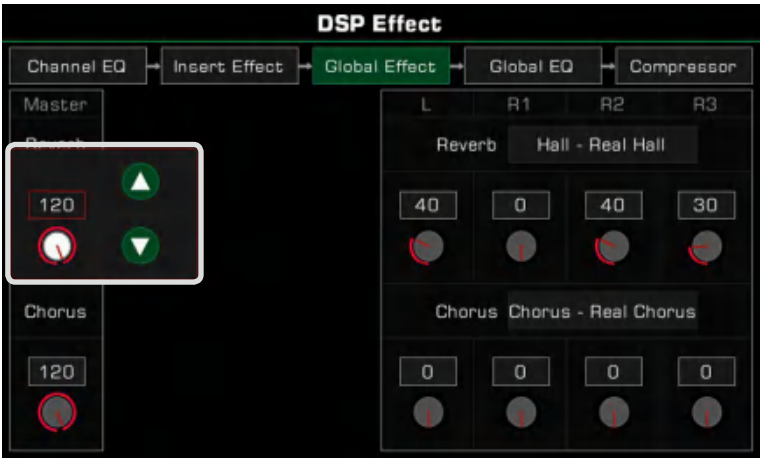 DSP Effect
Channel EQ Insert Effect Global Effect Global EQ Compressor
Master L R1 R2 R3
Reverb Hall - Real Hall
120 40 0 40 30
Chorus Chorus Chorus - Real Chorus
120 0 0 0 0